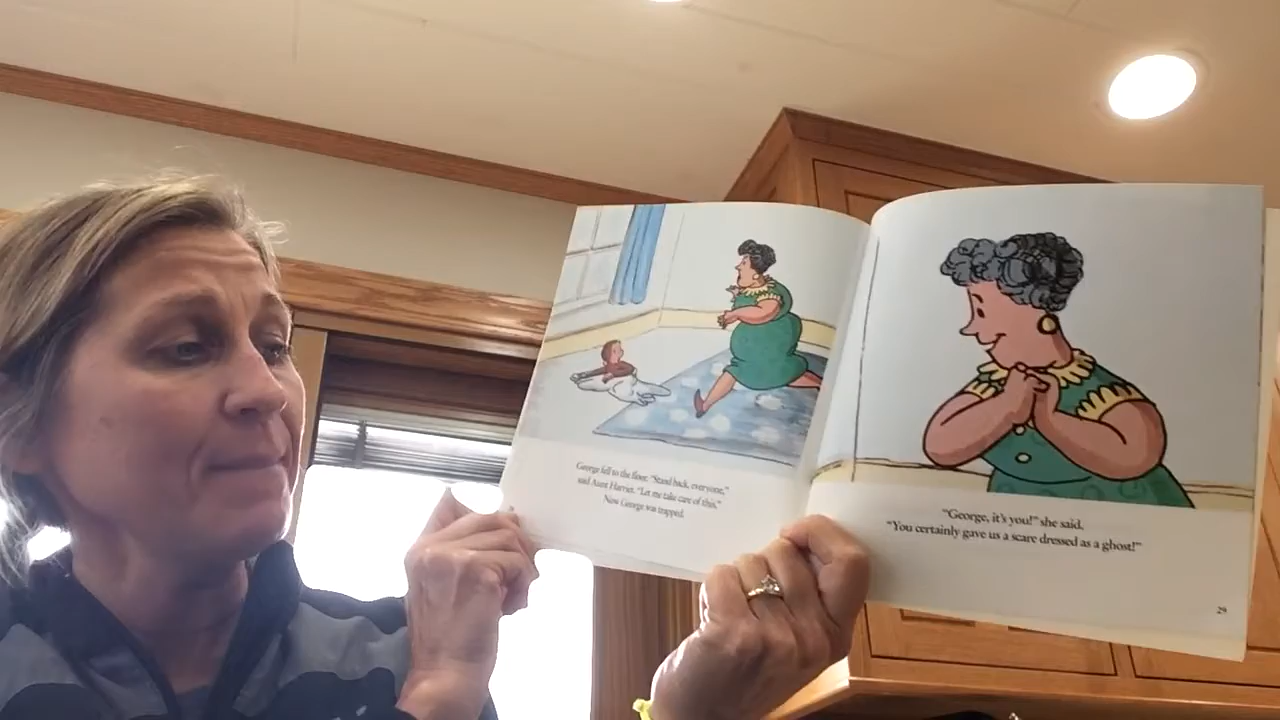 George fell to the floor. "Stand back, everyone,"
said Aunt Harriet. "Let me take care of this."
Now George was trapped.
"George, it's you!" she said.
"You certainly gave us a scare dressed as a ghost!"
29